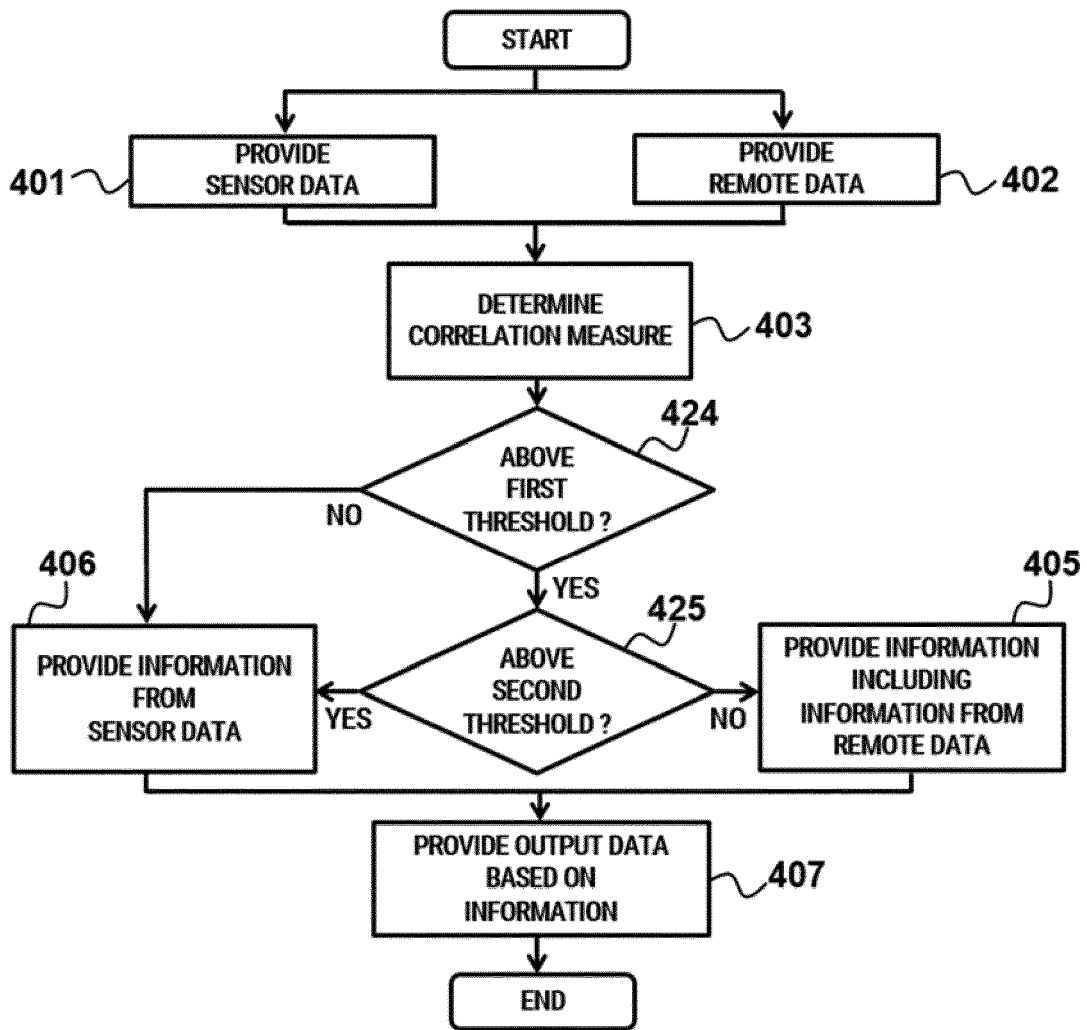 START
PROVIDE
SENSOR DATA
401
PROVIDE
REMOTE DATA
402
DETERMINE
CORRELATION MEASURE
403
424
ABOVE
FIRST
THRESHOLD ?
NO
YES
406
PROVIDE INFORMATION
FROM
SENSOR DATA
425
ABOVE
SECOND
THRESHOLD ?
YES
NO
405
PROVIDE INFORMATION
INCLUDING
INFORMATION FROM
REMOTE DATA
PROVIDE OUTPUT DATA
BASED ON
INFORMATION
407
END